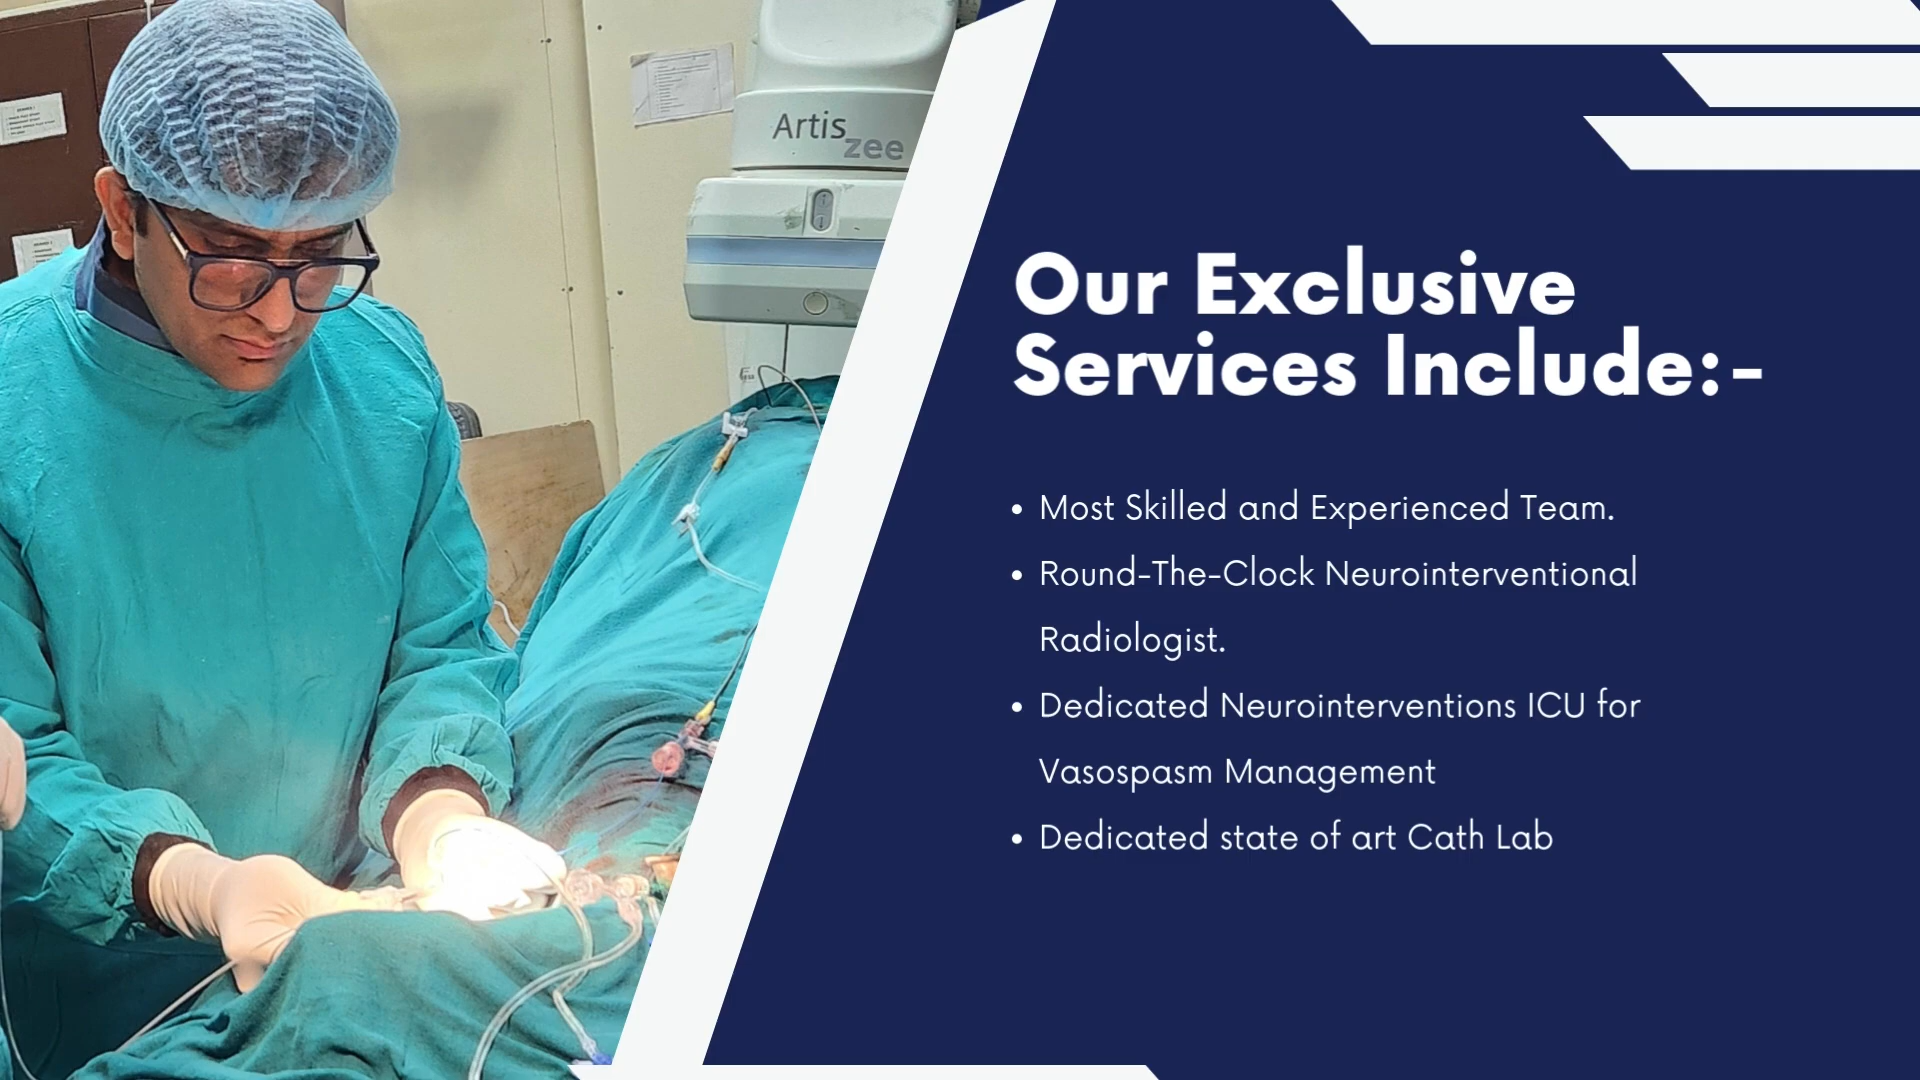 Artis
zee
Our Exclusive
Services Include:-
• Most Skilled and Experienced Team.
• Round-The-Clock Neurointerventional
Radiologist.
• Dedicated Neurointerventions ICU for
Vasospasm Management
• Dedicated state of art Cath Lab